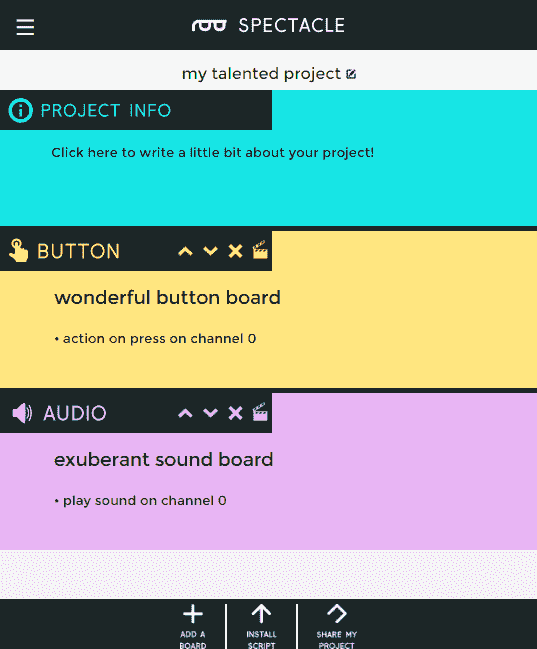 SPECTACLE
my talented project
PROJECT INFO
Click here to write a little bit about your project!
BUTTON
wonderful button board
• action on press on channel 0
AUDIO
exuberant sound board
• play sound on channel 0
ADD A
BOARD
INSTALL
SCRIPT
SHARE MY
PROJECT